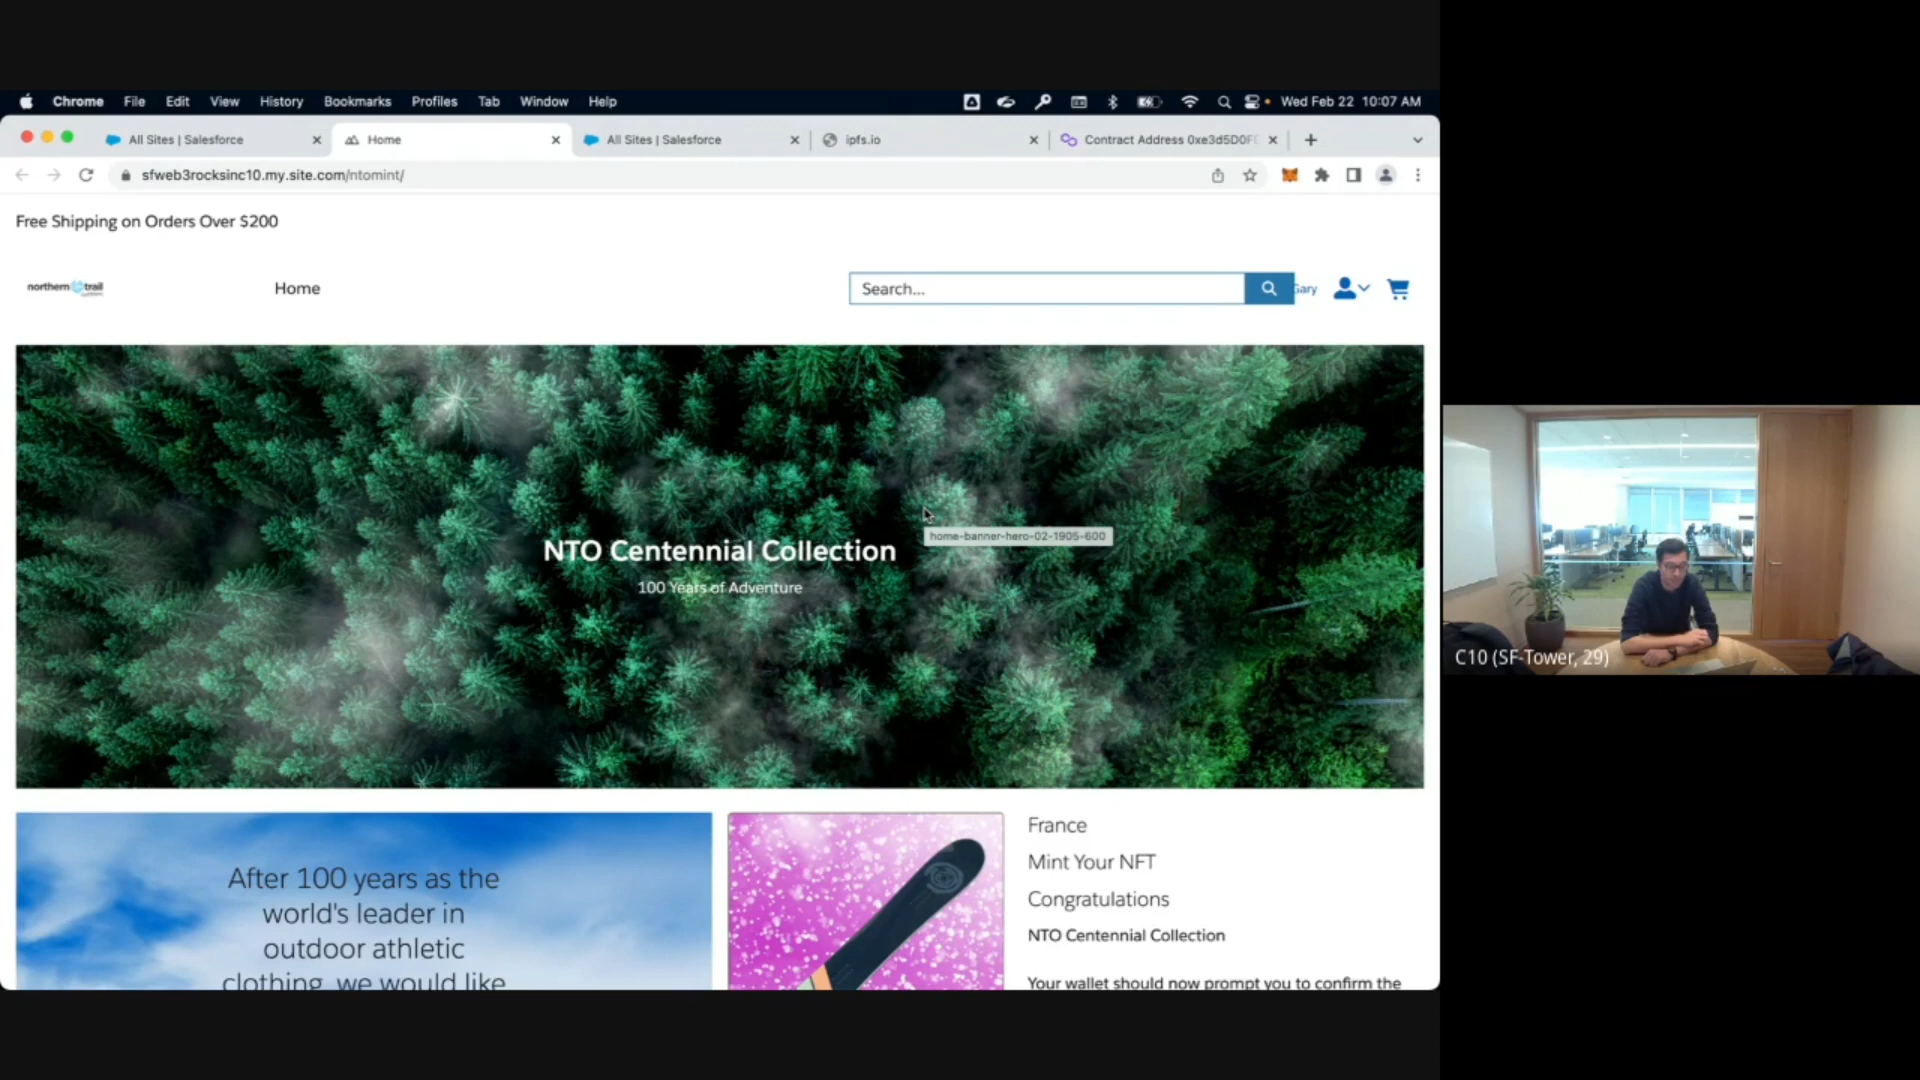 Chrome File Edit View History Bookmarks Profiles Tab Window Help Wed Feb 22 10:07 AM
All Sites | Salesforce Home All Sites | Salesforce ipfs.io Contract Address 0xe3d5D0F
sfweb3rocksinc10.my.site.com/ntomint/
Free Shipping on Orders Over $200
northern trail Home Search... Gary
home-banner-hero-02-1905-600
NTO Centennial Collection
100 Years of Adventure
After 100 years as the
world's leader in
outdoor athletic
clothing, we would like
France
Mint Your NFT
Congratulations
NTO Centennial Collection
Your wallet should now prompt you to confirm the
C10 (SF-Tower, 29)